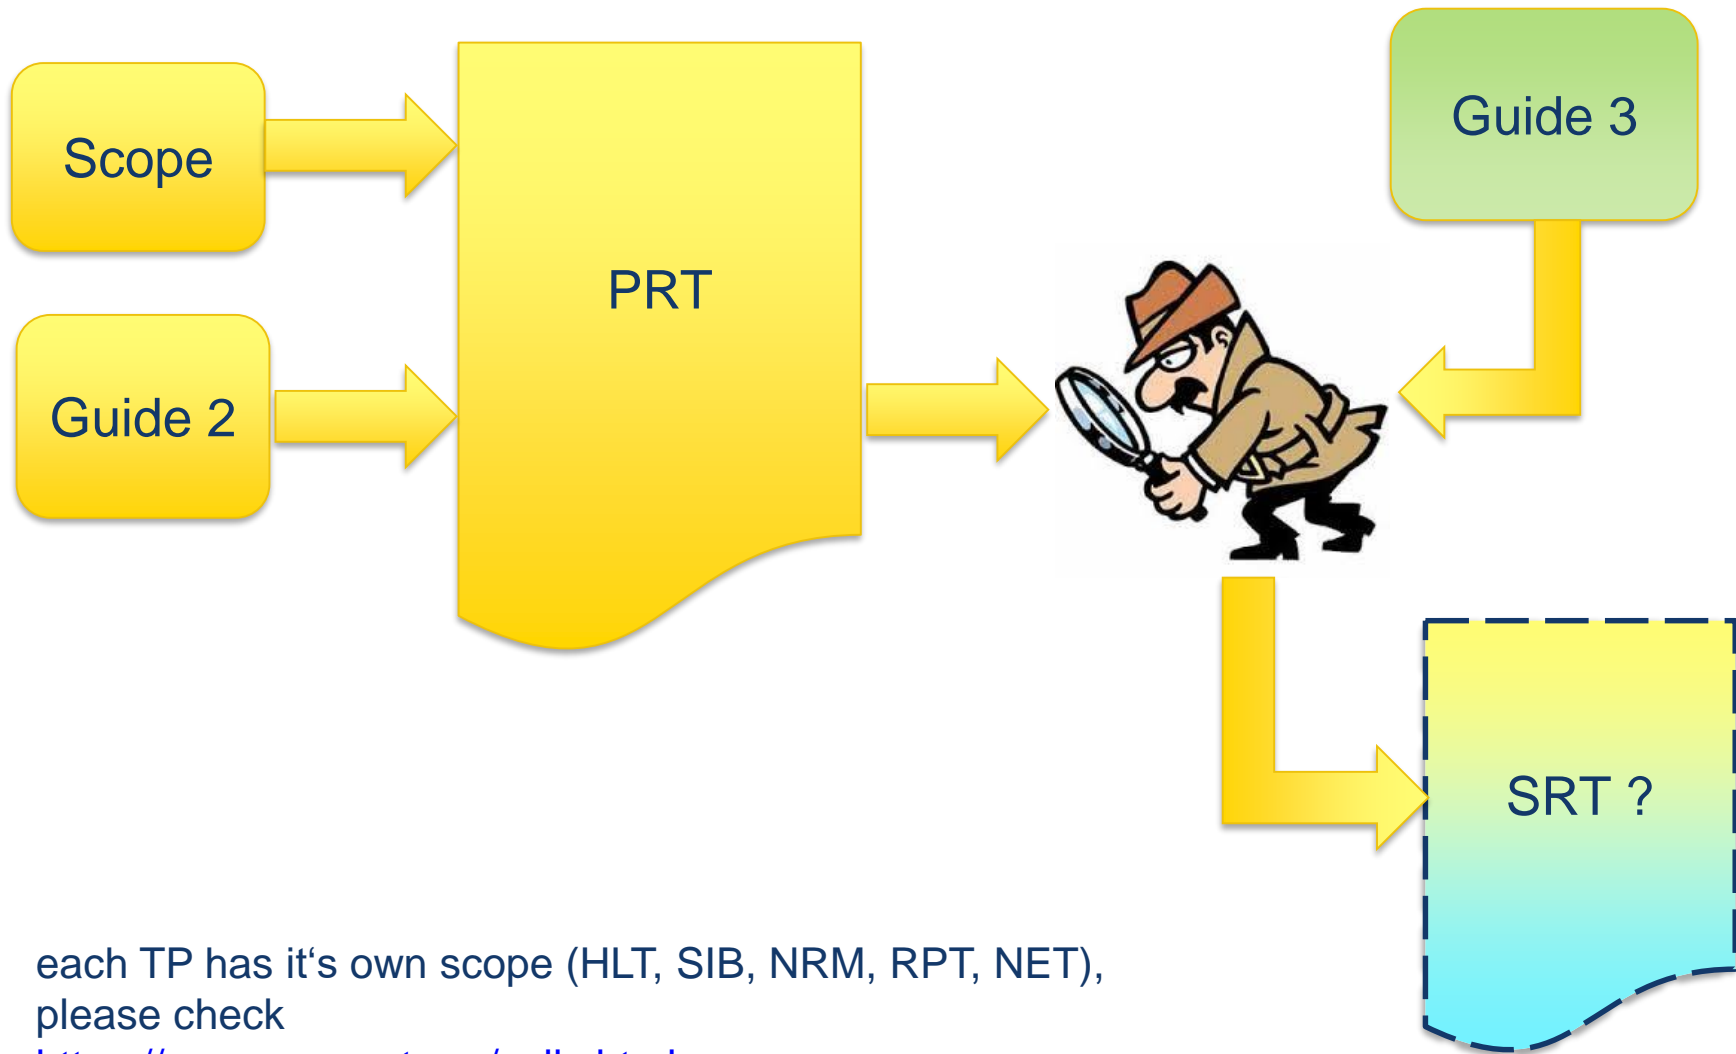 Scope
PRT
Guide 3
Guide 2
SRT ?
each TP has it‘s own scope (HLT, SIB, NRM, RPT, NET),
please check